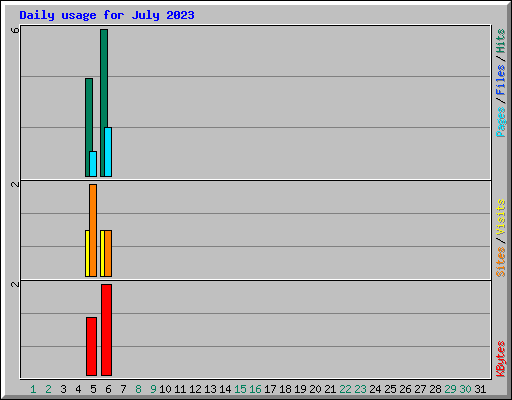 Daily usage for July 2023
6
Pages / Files / Hits
2
Sites / Visits
2
KBytes
1 2 3 4 5 6 7 8 9 10 11 12 13 14 15 16 17 18 19 20 21 22 23 24 25 26 27 28 29 30 31